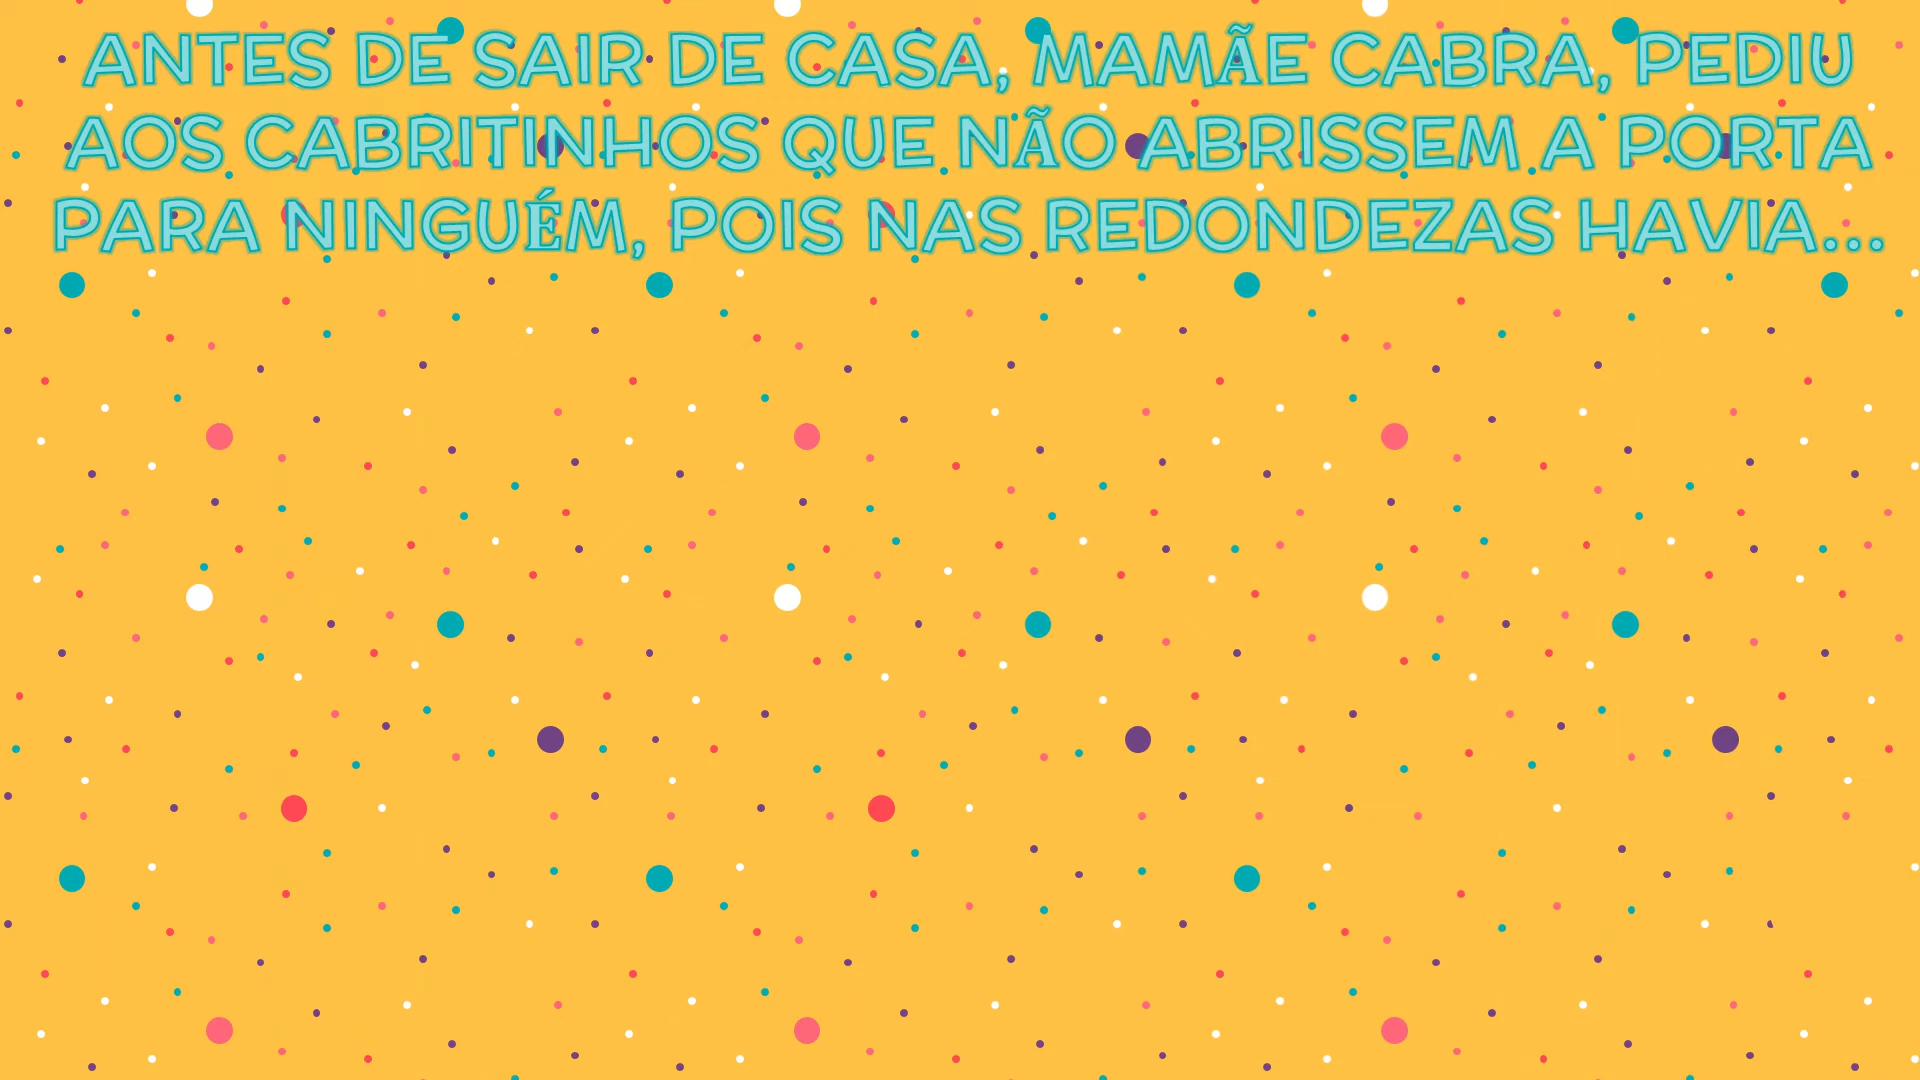 ANTES DE SAIR DE CASA, MAMÃE CABRA, PEDIU
AOS CABRITINHOS QUE NÃO ABRISSEM A PORTA
PARA NINGUÉM, POIS NAS REDONDEZAS HAVIA...